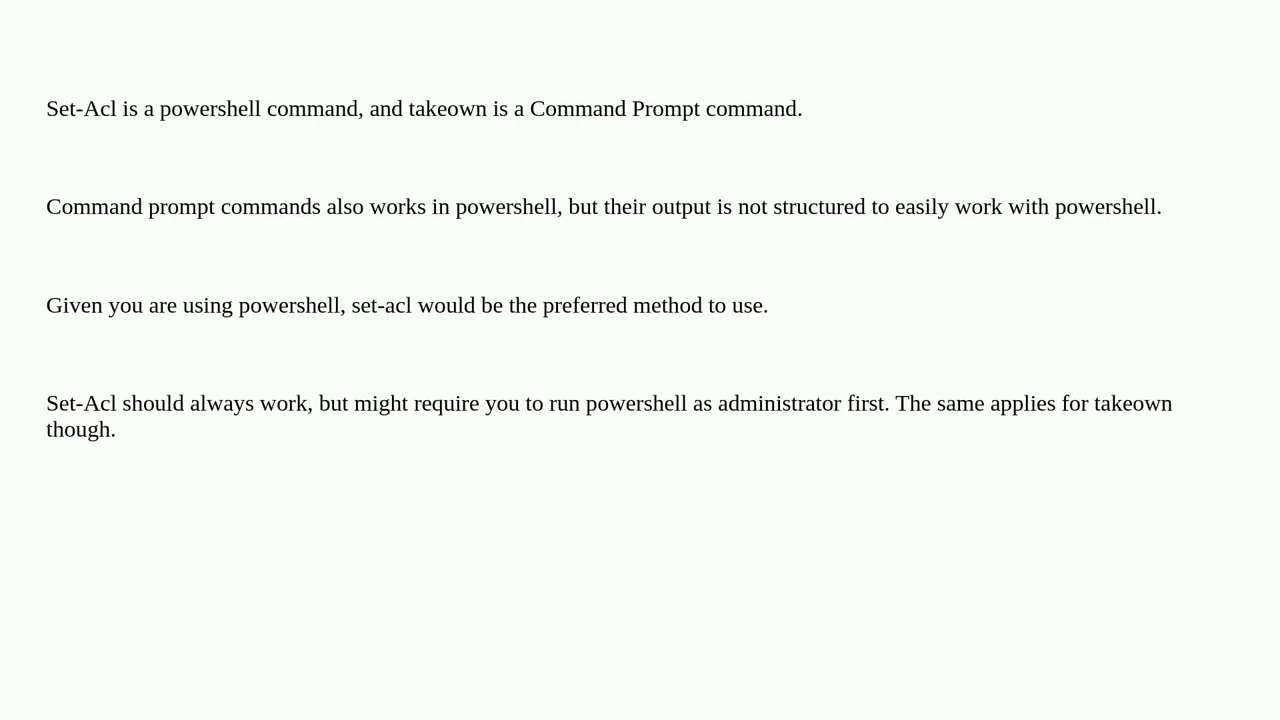 Set-Acl is a powershell command, and takeown is a Command Prompt command.
Command prompt commands also works in powershell, but their output is not structured to easily work with powershell.
Given you are using powershell, set-acl would be the preferred method to use.
Set-Acl should always work, but might require you to run powershell as administrator first. The same applies for takeown
though.